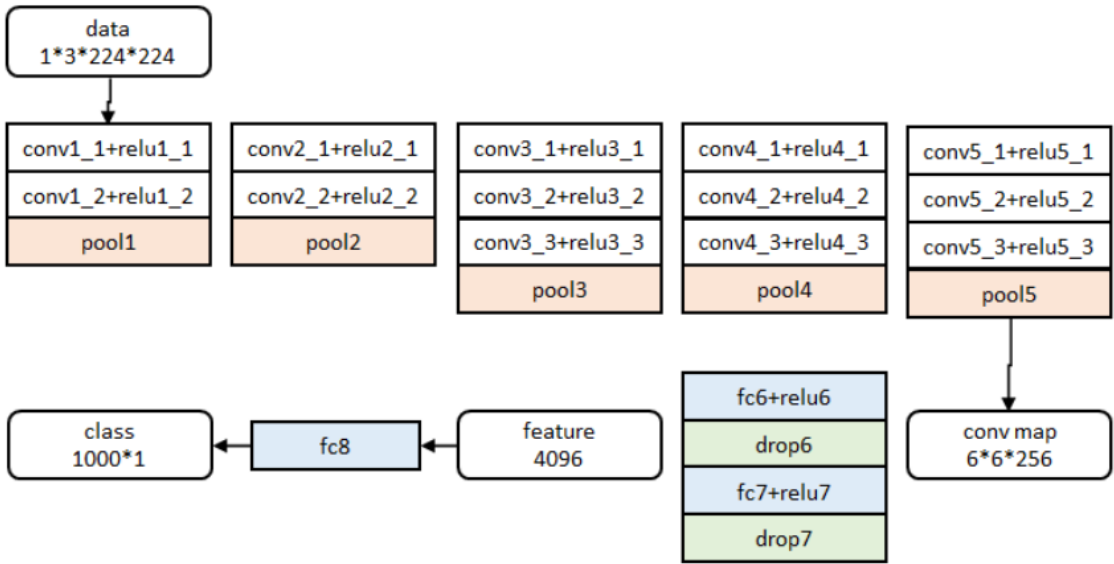 data
1*3*224*224
conv1_1+relu1_1
conv1_2+relu1_2
pool1
conv2_1+relu2_1
conv2_2+relu2_2
pool2
conv3_1+relu3_1
conv3_2+relu3_2
conv3_3+relu3_3
pool3
conv4_1+relu4_1
conv4_2+relu4_2
conv4_3+relu4_3
pool4
conv5_1+relu5_1
conv5_2+relu5_2
conv5_3+relu5_3
pool5
conv map
6*6*256
fc6+relu6
drop6
fc7+relu7
drop7
feature
4096
fc8
class
1000*1